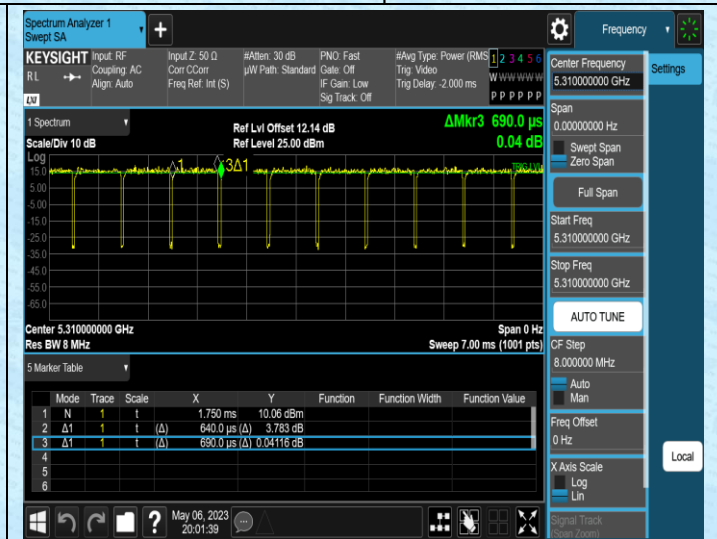 Spectrum Analyzer 1
Swept SA
+
Frequency
KEYSIGHT Input: RF Input Z: 50 Ω #Atten: 30 dB PNO: Fast #Avg Type: Power (RMS 1 2 3 4 5 6
RL Coupling: AC Corr CCorr µW Path: Standard Gate: Off Trig: Video W W W W W W
Align: Auto Freq Ref: Int (S) IF Gain: Low Trig Delay: -2.000 ms
LXI Sig Track: Off P P P P P P
1 Spectrum
Scale/Div 10 dB
Ref Lvl Offset 12.14 dB
Ref Level 25.00 dBm
ΔMkr3 690.0 µs
0.04 dB
Log
15.0
5.00
-5.00
-15.0
-25.0
-35.0
-45.0
-55.0
-65.0
1
3Δ1
Center 5.310000000 GHz
Res BW 8 MHz
Span 0 Hz
Sweep 7.00 ms (1001 pts)
5 Marker Table
Mode Trace Scale X Y Function Function Width Function Value
1 N 1 t 1.750 ms 10.06 dBm
2 Δ1 1 t (Δ) 640.0 µs (Δ) 3.783 dB
3 Δ1 1 t (Δ) 690.0 µs (Δ) 0.04116 dB
4
5
6
?
May 06, 2023
20:01:39
Center Frequency
5.310000000 GHz
Span
0.00000000 Hz
Swept Span
Zero Span
Full Span
Start Freq
5.310000000 GHz
Stop Freq
5.310000000 GHz
AUTO TUNE
CF Step
8.000000 MHz
Auto
Man
Freq Offset
0 Hz
X Axis Scale
Log
Lin
Signal Track
(Span Zoom)
Settings
Local